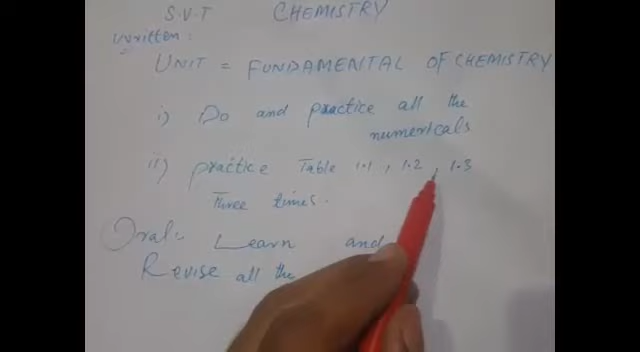 S.V.T CHEMISTRY
Written:
UNIT = FUNDAMENTAL OF CHEMISTRY
i) Do and practice all the
numericals
ii) practice Table 1.1, 1.2, 1.3
Three times.
Oral:- Learn and
Revise all the